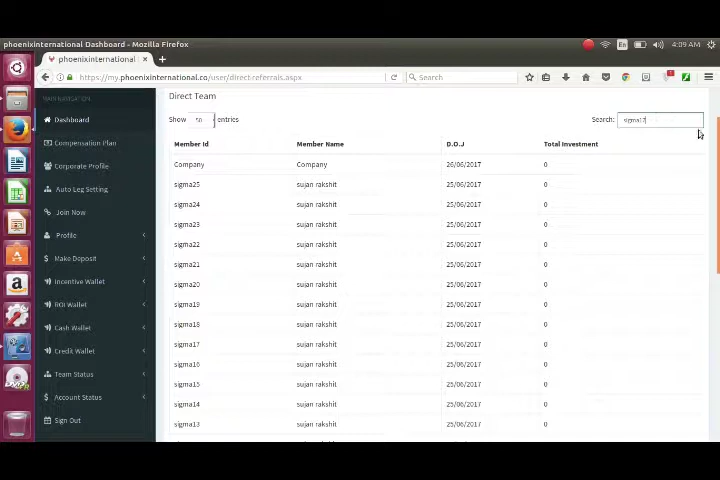 phoenixinternational Dashboard - Mozilla Firefox
En
4:09 AM
phoenixinternational Das...
https://my.phoenixinternational.co/user/direct-referrals.aspx
Search
MAIN NAVIGATION
Dashboard
Compensation Plan
Corporate Profile
Auto Leg Setting
Join Now
Profile
Make Deposit
Incentive Wallet
ROI Wallet
Cash Wallet
Credit Wallet
Team Status
Account Status
Sign Out
Direct Team
Show 50 entries
Search: sigma12
Member Id Member Name D.O.J Total Investment
Company Company 26/06/2017 0
sigma25 sujan rakshit 25/06/2017 0
sigma24 sujan rakshit 25/06/2017 0
sigma23 sujan rakshit 25/06/2017 0
sigma22 sujan rakshit 25/06/2017 0
sigma21 sujan rakshit 25/06/2017 0
sigma20 sujan rakshit 25/06/2017 0
sigma19 sujan rakshit 25/06/2017 0
sigma18 sujan rakshit 25/06/2017 0
sigma17 sujan rakshit 25/06/2017 0
sigma16 sujan rakshit 25/06/2017 0
sigma15 sujan rakshit 25/06/2017 0
sigma14 sujan rakshit 25/06/2017 0
sigma13 sujan rakshit 25/06/2017 0